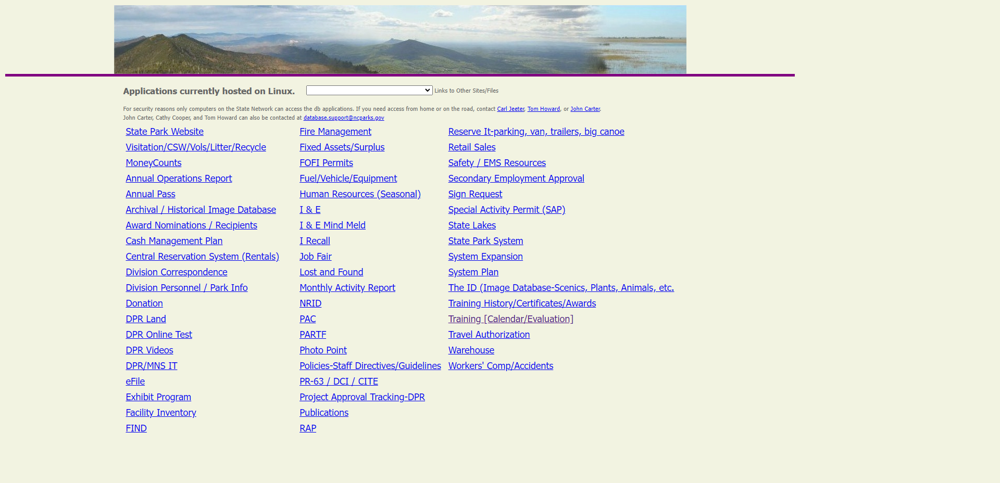 Applications currently hosted on Linux. Links to Other Sites/Files
For security reasons only computers on the State Network can access the db applications. If you need access from home or on the road, contact Carl Jeeter, Tom Howard, or John Carter.
John Carter, Cathy Cooper, and Tom Howard can also be contacted at database.support@ncparks.gov
State Park Website
Visitation/CSW/Vols/Litter/Recycle
MoneyCounts
Annual Operations Report
Annual Pass
Archival / Historical Image Database
Award Nominations / Recipients
Cash Management Plan
Central Reservation System (Rentals)
Division Correspondence
Division Personnel / Park Info
Donation
DPR Land
DPR Online Test
DPR Videos
DPR/MNS IT
eFile
Exhibit Program
Facility Inventory
FIND
Fire Management
Fixed Assets/Surplus
FOFI Permits
Fuel/Vehicle/Equipment
Human Resources (Seasonal)
I & E
I & E Mind Meld
I Recall
Job Fair
Lost and Found
Monthly Activity Report
NRID
PAC
PARTF
Photo Point
Policies-Staff Directives/Guidelines
PR-63 / DCI / CITE
Project Approval Tracking-DPR
Publications
RAP
Reserve It-parking, van, trailers, big canoe
Retail Sales
Safety / EMS Resources
Secondary Employment Approval
Sign Request
Special Activity Permit (SAP)
State Lakes
State Park System
System Expansion
System Plan
The ID (Image Database-Scenics, Plants, Animals, etc.
Training History/Certificates/Awards
Training [Calendar/Evaluation]
Travel Authorization
Warehouse
Workers' Comp/Accidents